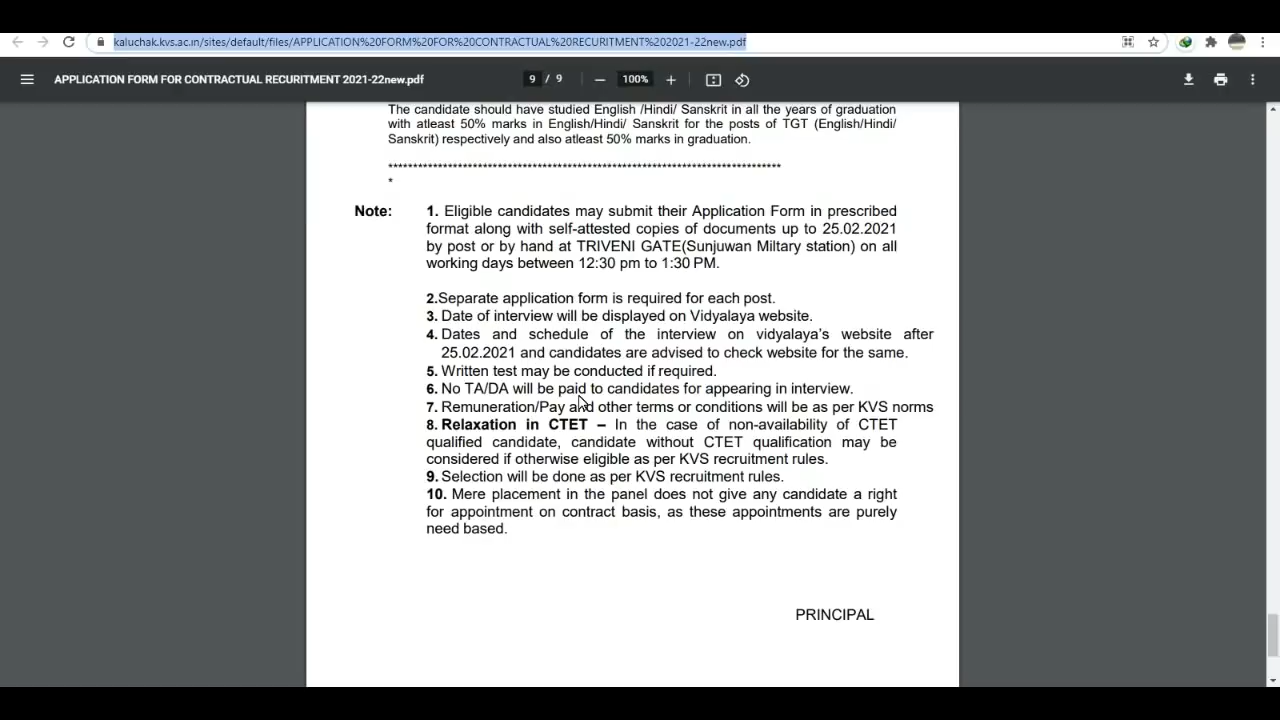 kaluchak.kvs.ac.in/sites/default/files/APPLICATION%20FORM%20FOR%20CONTRACTUAL%20RECURITMENT%202021-22new.pdf
APPLICATION FORM FOR CONTRACTUAL RECURITMENT 2021-22new.pdf
9 / 9
100%
The candidate should have studied English /Hindi/ Sanskrit in all the years of graduation
with atleast 50% marks in English/Hindi/ Sanskrit for the posts of TGT (English/Hindi/
Sanskrit) respectively and also atleast 50% marks in graduation.
********************************************************************************
*
Note: 1. Eligible candidates may submit their Application Form in prescribed
format along with self-attested copies of documents up to 25.02.2021
by post or by hand at TRIVENI GATE(Sunjuwan Miltary station) on all
working days between 12:30 pm to 1:30 PM.
2.Separate application form is required for each post.
3. Date of interview will be displayed on Vidyalaya website.
4. Dates and schedule of the interview on vidyalaya's website after
25.02.2021 and candidates are advised to check website for the same.
5. Written test may be conducted if required.
6. No TA/DA will be paid to candidates for appearing in interview.
7. Remuneration/Pay and other terms or conditions will be as per KVS norms
8. Relaxation in CTET – In the case of non-availability of CTET
qualified candidate, candidate without CTET qualification may be
considered if otherwise eligible as per KVS recruitment rules.
9. Selection will be done as per KVS recruitment rules.
10. Mere placement in the panel does not give any candidate a right
for appointment on contract basis, as these appointments are purely
need based.
PRINCIPAL